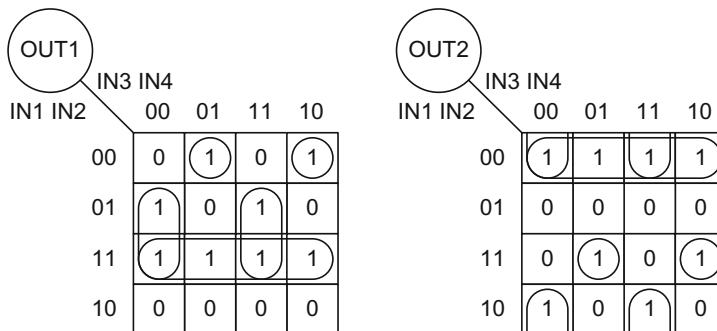 OUT1 OUT2
IN3 IN4 IN3 IN4
IN1 IN2 00 01 11 10 IN1 IN2 00 01 11 10
00 0 1 0 1 00 1 1 1 1
01 1 0 1 0 01 0 0 0 0
11 1 1 1 1 11 0 1 0 1
10 0 0 0 0 10 1 0 1 0